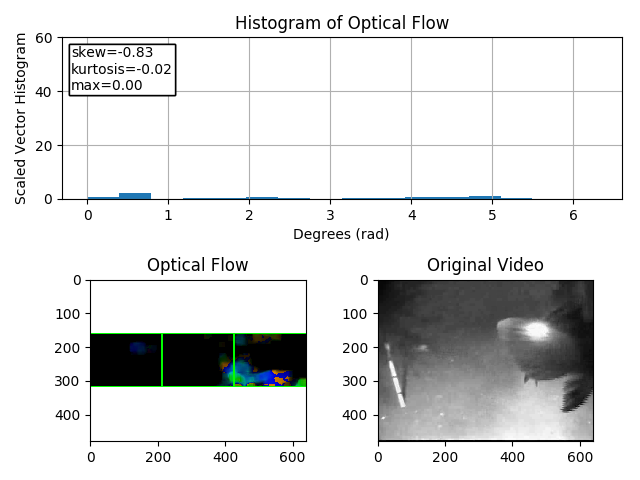 Histogram of Optical Flow
Scaled Vector Histogram
60
40
20
0
skew=-0.83
kurtosis=-0.02
max=0.00
0 1 2 3 4 5 6
Degrees (rad)
Optical Flow
0
100
200
300
400
0 200 400 600
Original Video
0
100
200
300
400
0 200 400 600